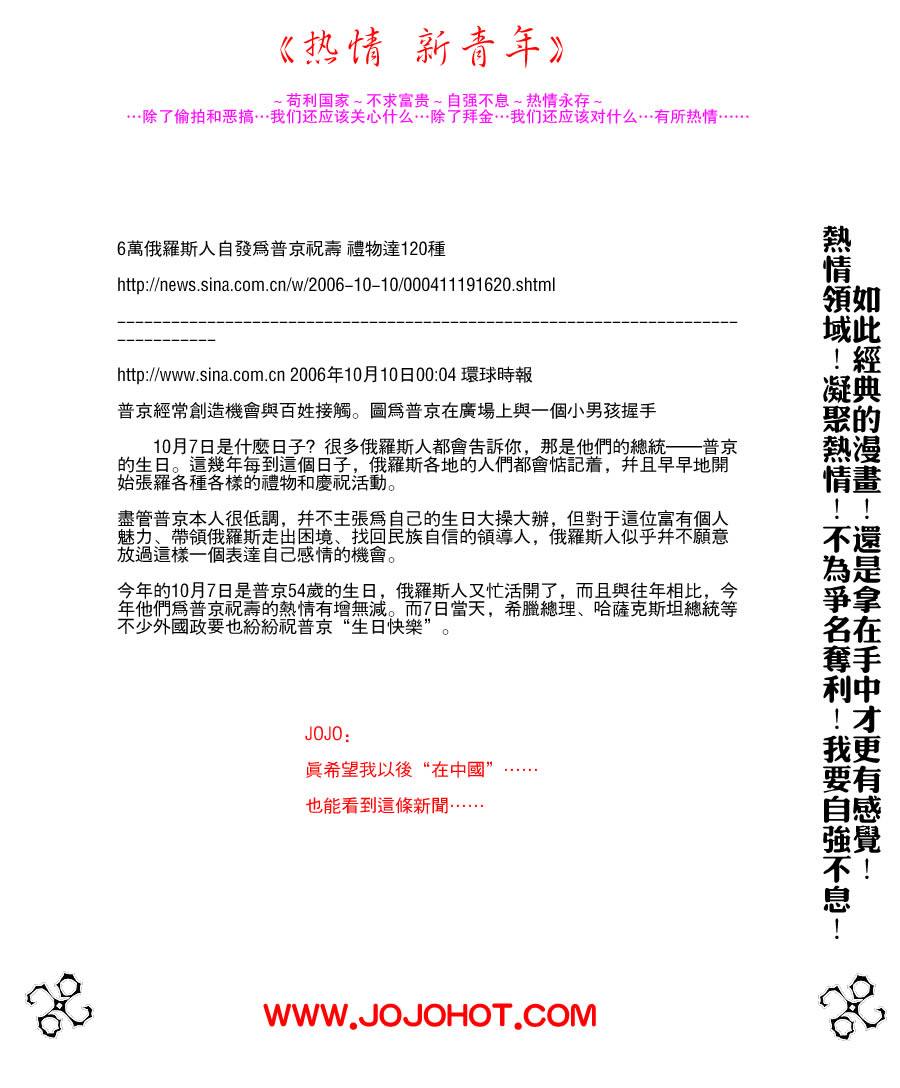 《热情 新青年》
～苟利国家～不求富贵～自强不息～热情永存～
…除了偷拍和恶搞…我们还应该关心什么…除了拜金…我们还应该对什么…有所热情……
6萬俄羅斯人自發爲普京祝壽 禮物達120種
http://news.sina.com.cn/w/2006-10-10/000411191620.shtml
--------------------------------------------------------------------
-----------
http://www.sina.com.cn 2006年10月10日00:04 環球時報
普京經常創造機會與百姓接觸。圖爲普京在廣場上與一個小男孩握手
10月7日是什麼日子？很多俄羅斯人都會告訴你，那是他們的總統——普京
的生日。這幾年每到這個日子，俄羅斯各地的人們都會惦記着，幷且早早地開
始張羅各種各樣的禮物和慶祝活動。
盡管普京本人很低調，幷不主張爲自己的生日大操大辦，但對于這位富有個人
魅力、帶領俄羅斯走出困境、找回民族自信的領導人，俄羅斯人似乎幷不願意
放過這樣一個表達自己感情的機會。
今年的10月7日是普京54歲的生日，俄羅斯人又忙活開了，而且與往年相比，今
年他們爲普京祝壽的熱情有增無減。而7日當天，希臘總理、哈薩克斯坦總統等
不少外國政要也紛紛祝普京“生日快樂”。
JOJO：
眞希望我以後“在中國”……
也能看到這條新聞……
如此經典的漫畫！還是拿在手中才更有感覺！
熱情領域！凝聚熱情！不為爭名奪利！我要自強不息！
WWW.JOJOHOT.COM